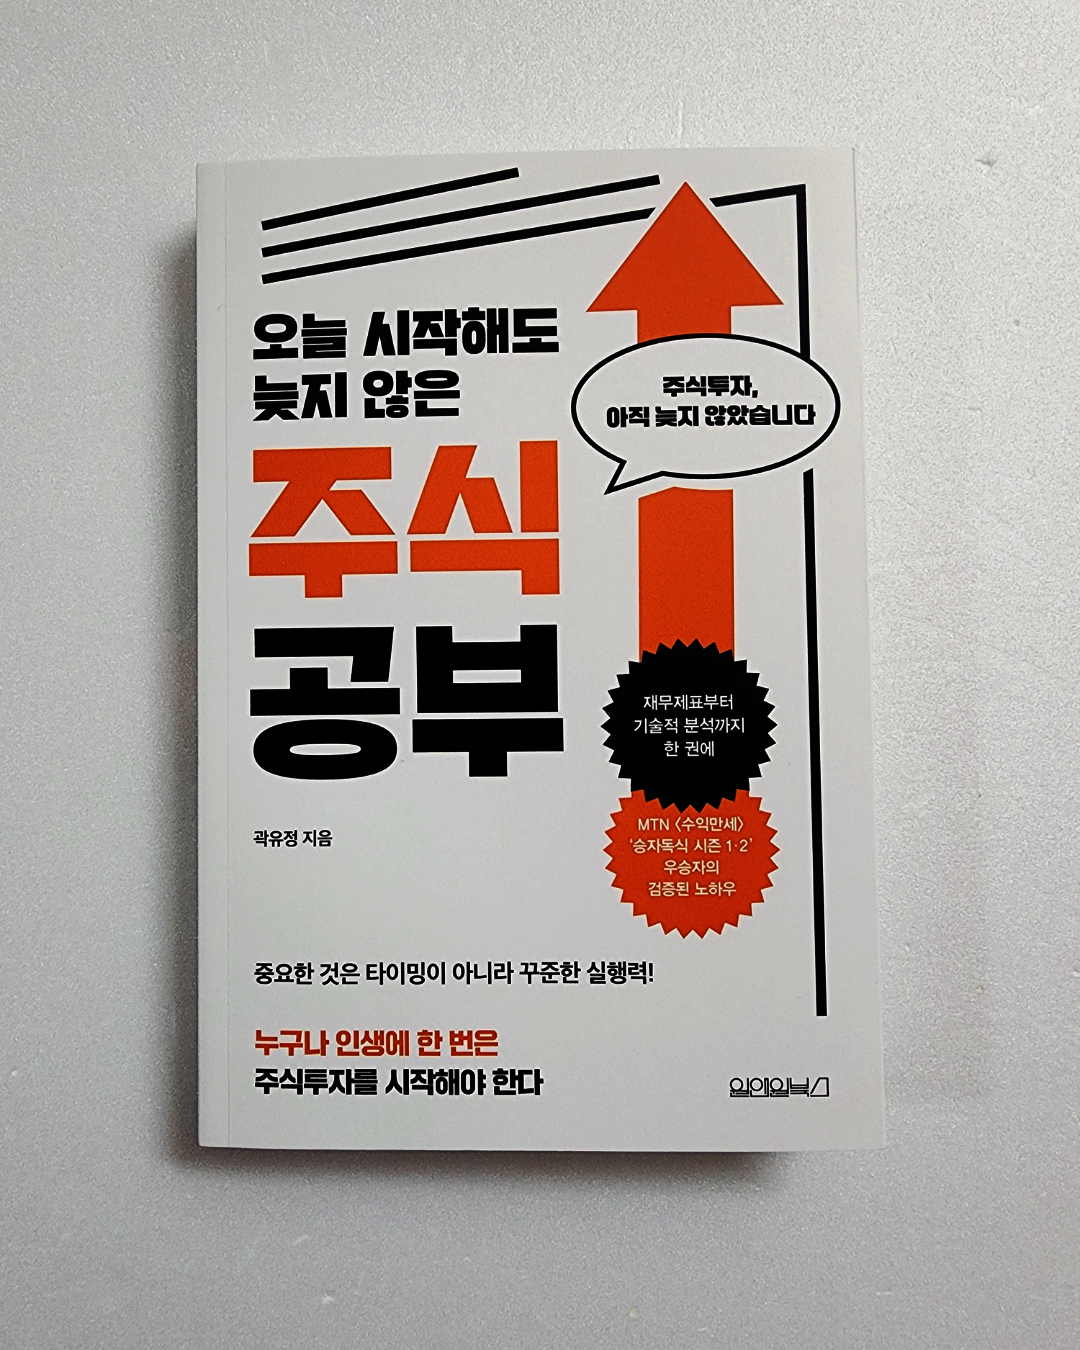 오늘 시작해도
늦지 않은
주식
공부
주식투자,
아직 늦지 않았습니다
재무제표부터
기술적 분석까지
한 권에
MTN <수익만세>
'승자독식 시즌 1·2'
우승자의
검증된 노하우
곽유정 지음
중요한 것은 타이밍이 아니라 꾸준한 실행력!
누구나 인생에 한 번은
주식투자를 시작해야 한다
원앤원북스